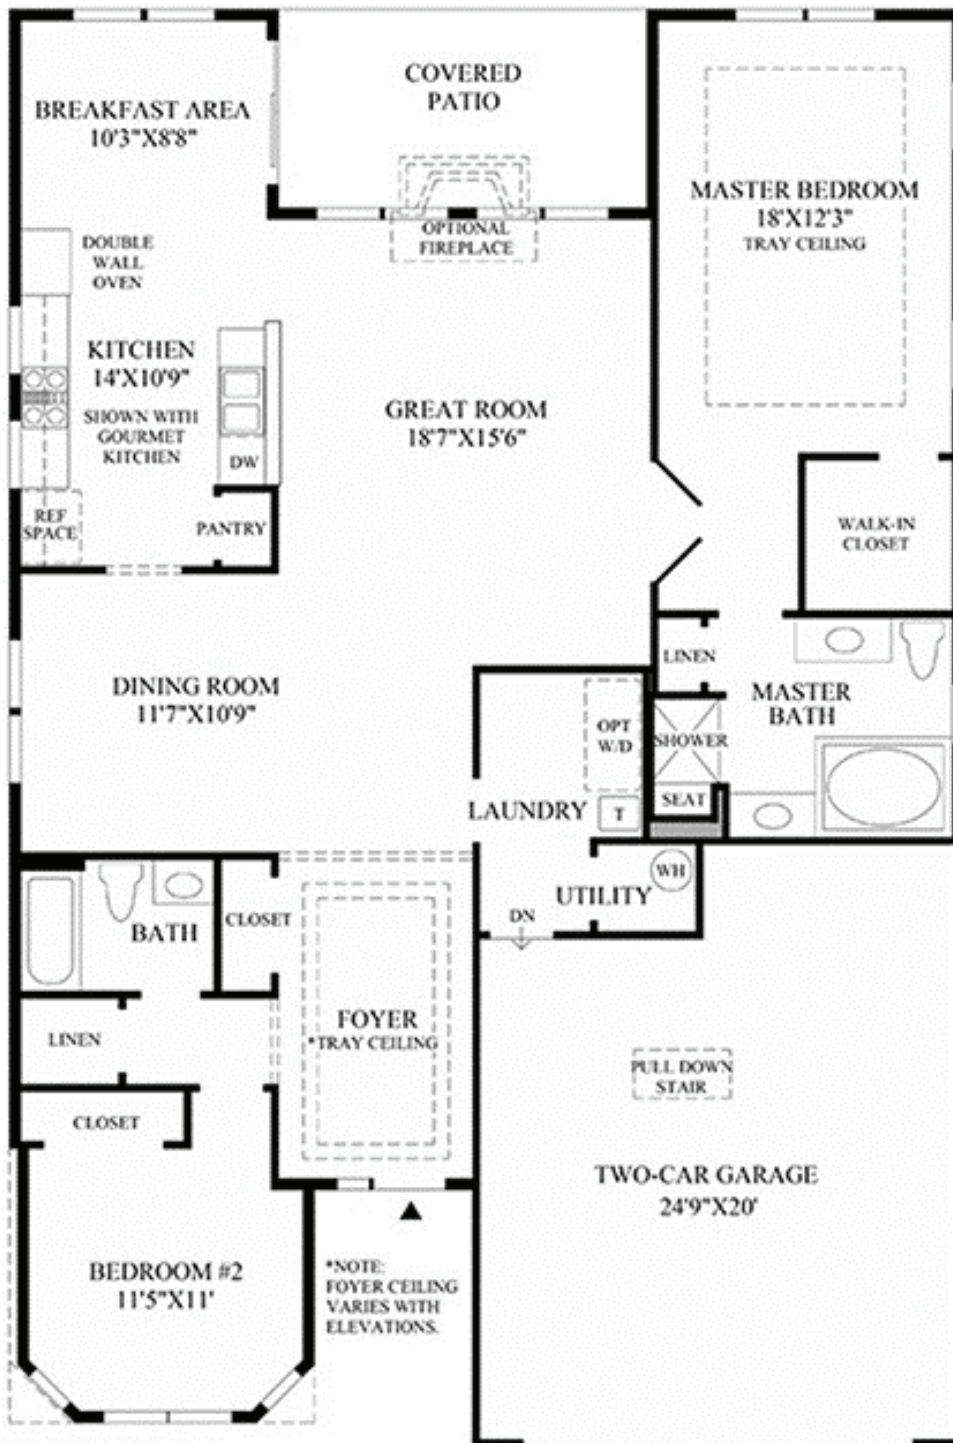 COVERED
PATIO
BREAKFAST AREA
10'3"X8'8"
MASTER BEDROOM
18'X12'3"
TRAY CEILING
OPTIONAL
FIREPLACE
DOUBLE
WALL
OVEN
KITCHEN
14'X10'9"
SHOWN WITH
GOURMET
KITCHEN
DW
GREAT ROOM
18'7"X15'6"
REF
SPACE
PANTRY
WALK-IN
CLOSET
LINEN
MASTER
BATH
DINING ROOM
11'7"X10'9"
OPT
W/D
SHOWER
SEAT
LAUNDRY
T
UTILITY
WH
DN
BATH
CLOSET
FOYER
*TRAY CEILING
LINEN
CLOSET
PULL DOWN
STAIR
TWO-CAR GARAGE
24'9"X20'
BEDROOM #2
11'5"X11'
*NOTE:
FOYER CEILING
VARIES WITH
ELEVATIONS.